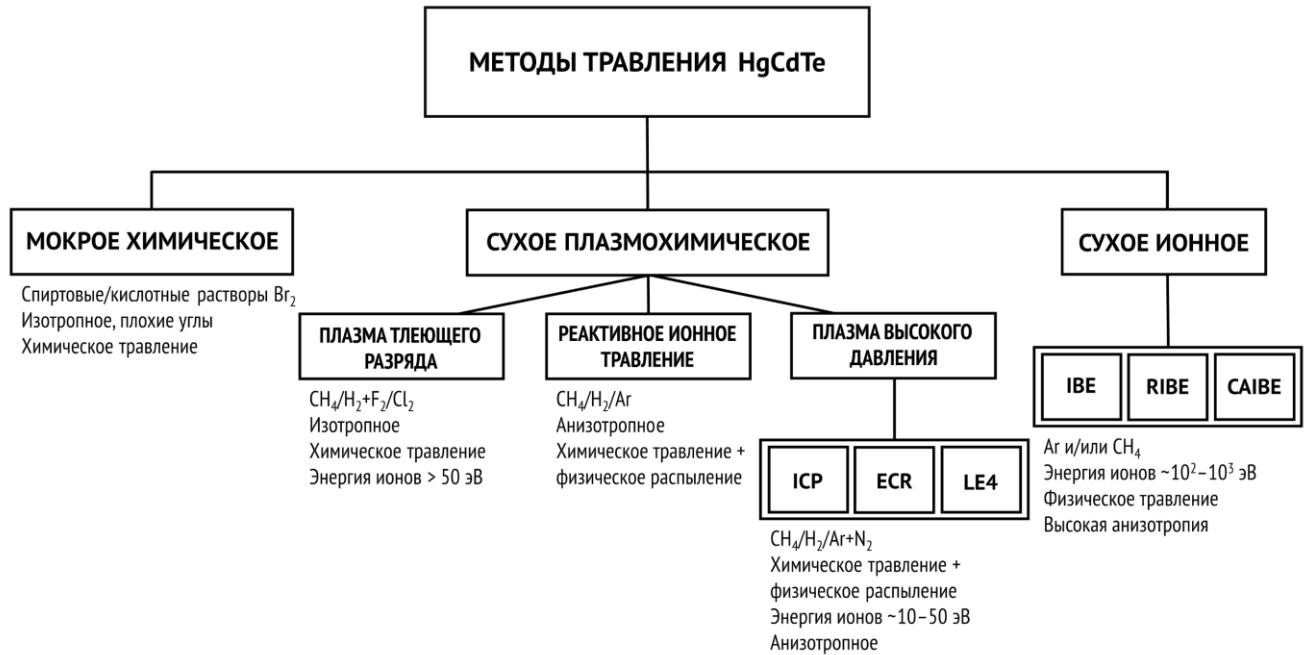 МЕТОДЫ ТРАВЛЕНИЯ HgCdTe
МОКРОЕ ХИМИЧЕСКОЕ
Спиртовые/кислотные растворы Br₂
Изотропное, плохие углы
Химическое травление
СУХОЕ ПЛАЗМОХИМИЧЕСКОЕ
ПЛАЗМА ТЛЕЮЩЕГО
РАЗРЯДА
CH₄/H₂+F₂/Cl₂
Изотропное
Химическое травление
Энергия ионов > 50 эВ
РЕАКТИВНОЕ ИОННОЕ
ТРАВЛЕНИЕ
CH₄/H₂/Ar
Анизотропное
Химическое травление +
физическое распыление
ПЛАЗМА ВЫСОКОГО
ДАВЛЕНИЯ
ICP
ECR
LE4
CH₄/H₂/Ar+N₂
Химическое травление +
физическое распыление
Энергия ионов ~10–50 эВ
Анизотропное
СУХОЕ ИОННОЕ
IBE
RIBE
CAIBE
Ar и/или CH₄
Энергия ионов ~10²–10³ эВ
Физическое травление
Высокая анизотропия